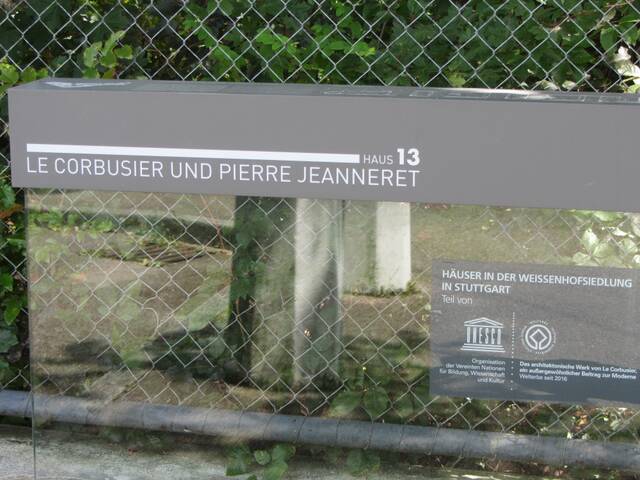 HAUS 13
LE CORBUSIER UND PIERRE JEANNERET
HÄUSER IN DER WEISSENHOFSIEDLUNG
IN STUTTGART
Teil von
UNESCO
Organisation
der Vereinten Nationen
für Bildung, Wissenschaft
und Kultur
Das architektonische Werk von Le Corbusier,
ein außergewöhnlicher Beitrag zur Moderne
Welterbe seit 2016